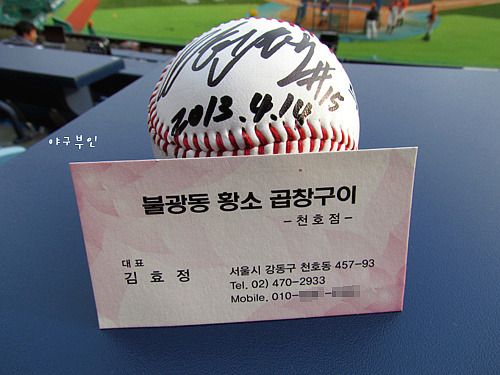 #15
2013.4.14
야구부인
불광동 황소 곱창구이
-천호점-
대표
김효정
서울시 강동구 천호동 457-93
Tel. 02) 470-2933
Mobile. 010-